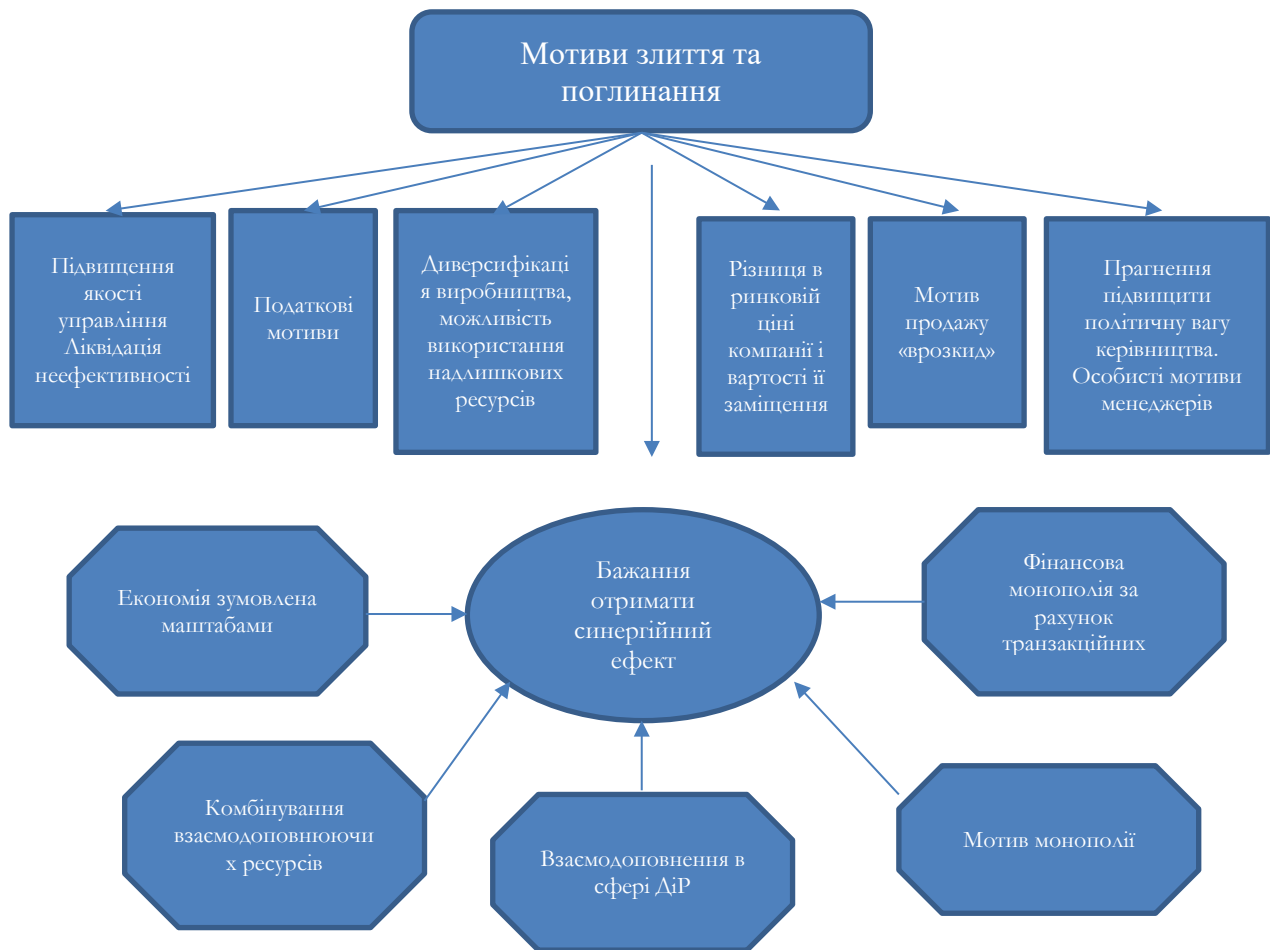 Мотиви злиття та
поглинання
Підвищення
якості
управління
Ліквідація
неефективності
Податкові
мотиви
Диверсифікаці
я виробництва,
можливість
використання
надлишкових
ресурсів
Різниця в
ринковій
ціні
компанії і
вартості її
заміщення
Мотив
продажу
«врозкид»
Прагнення
підвищити
політичну вагу
керівництва.
Особисті мотиви
менеджерів
Економія зумовлена
маштабами
Бажання
отримати
синергійний
ефект
Фінансова
монополія за
рахунок
транзакційних
Комбінування
взаємодоповнюючи
х ресурсів
Взаємодоповнення в
сфері ДіР
Мотив монополії